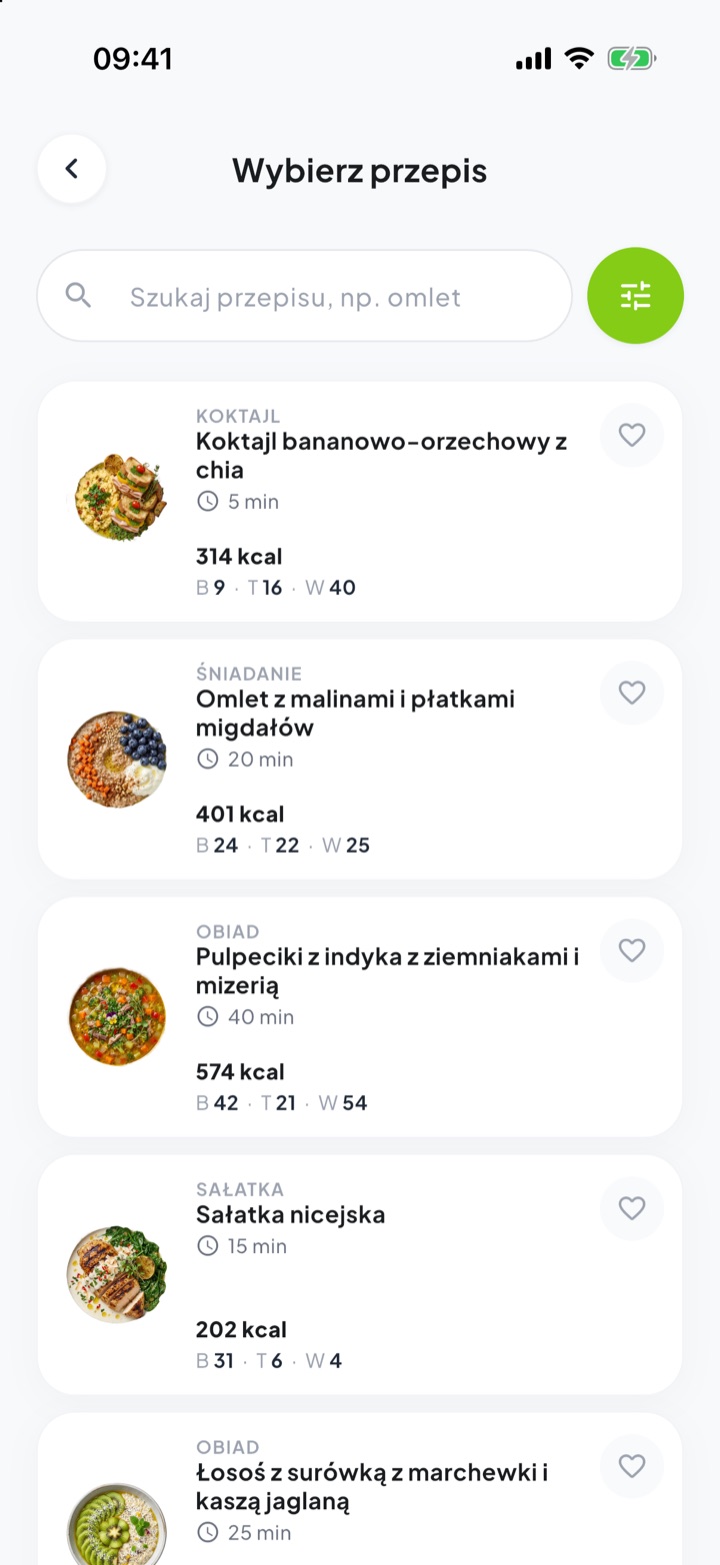 09:41
Wybierz przepis
Szukaj przepisu, np. omlet
KOKTAJL
Koktajl bananowo-orzechowy z
chia
5 min
314 kcal
B 9 · T 16 · W 40
ŚNIADANIE
Omlet z malinami i płatkami
migdałów
20 min
401 kcal
B 24 · T 22 · W 25
OBIAD
Pulpeciki z indyka z ziemniakami i
mizerią
40 min
574 kcal
B 42 · T 21 · W 54
SAŁATKA
Sałatka nicejska
15 min
202 kcal
B 31 · T 6 · W 4
OBIAD
Łosoś z surówką z marchewki i
kaszą jaglaną
25 min